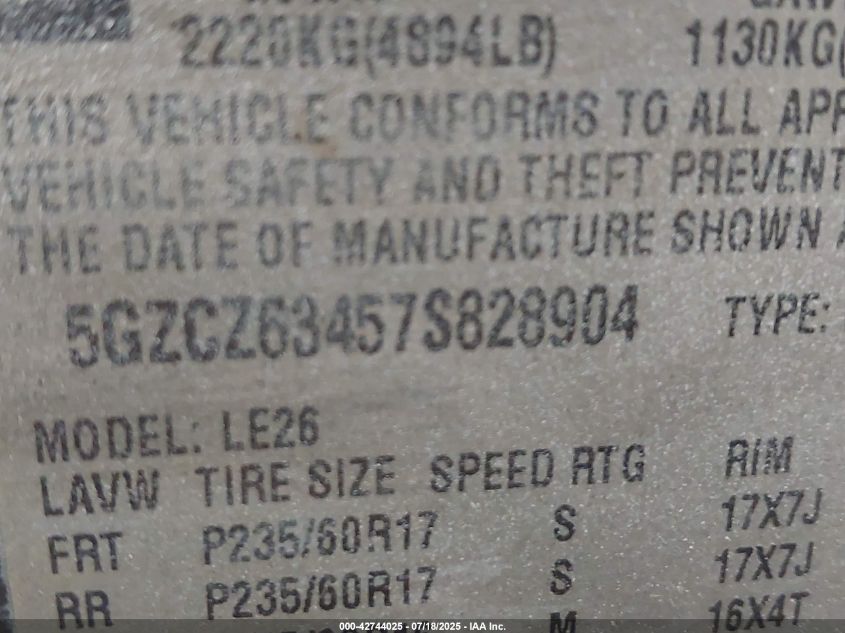 2220KG(4894LB) 1130KG(
THIS VEHICLE CONFORMS TO ALL APP
VEHICLE SAFETY AND THEFT PREVENT
THE DATE OF MANUFACTURE SHOWN A
5GZCZ63457S828904 TYPE:
MODEL: LE26
LAVW TIRE SIZE SPEED RTG RIM
FRT P235/60R17 S 17X7J
RR P235/60R17 S 17X7J
M 16X4T
000-42744025 - 07/18/2025 - IAA Inc.